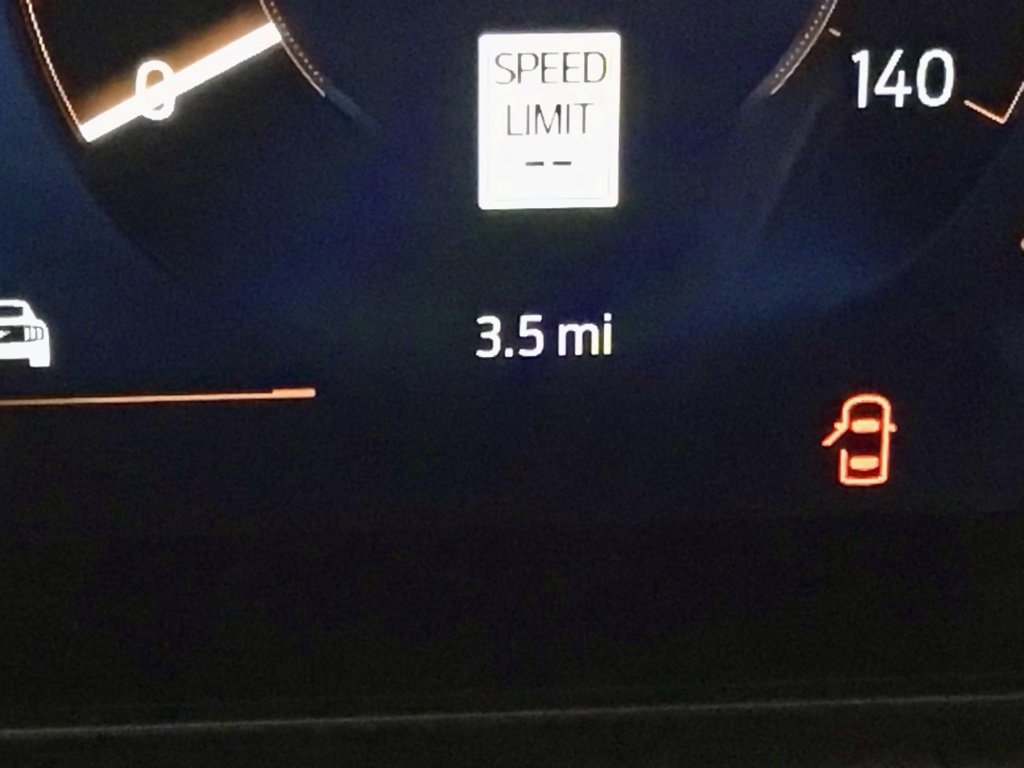 0
SPEED
LIMIT
--
140
3.5 mi